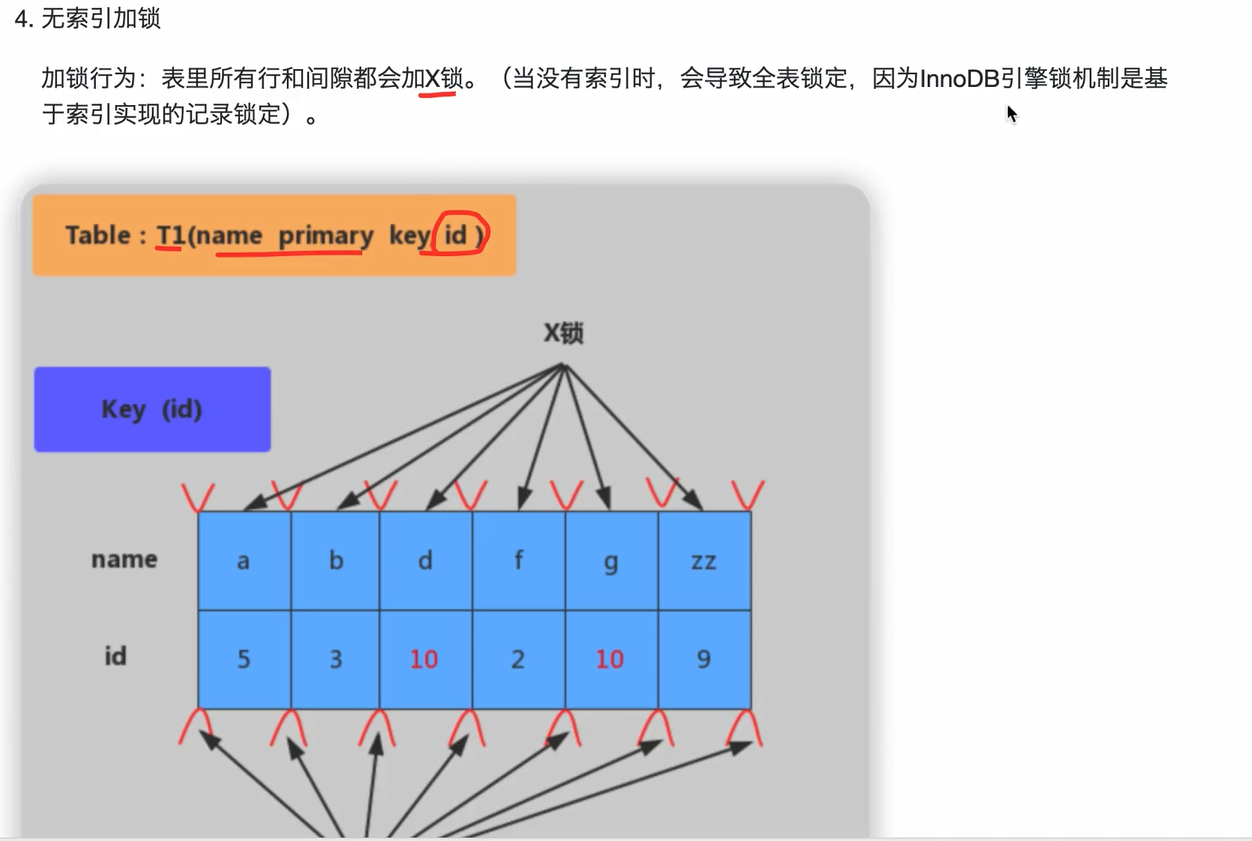 4. 无索引加锁
加锁行为：表里所有行和间隙都会加X锁。（当没有索引时，会导致全表锁定，因为InnoDB引擎锁机制是基
于索引实现的记录锁定）。
Table : T1(name primary key, id )
X锁
Key (id)
name a b d f g zz
id 5 3 10 2 10 9